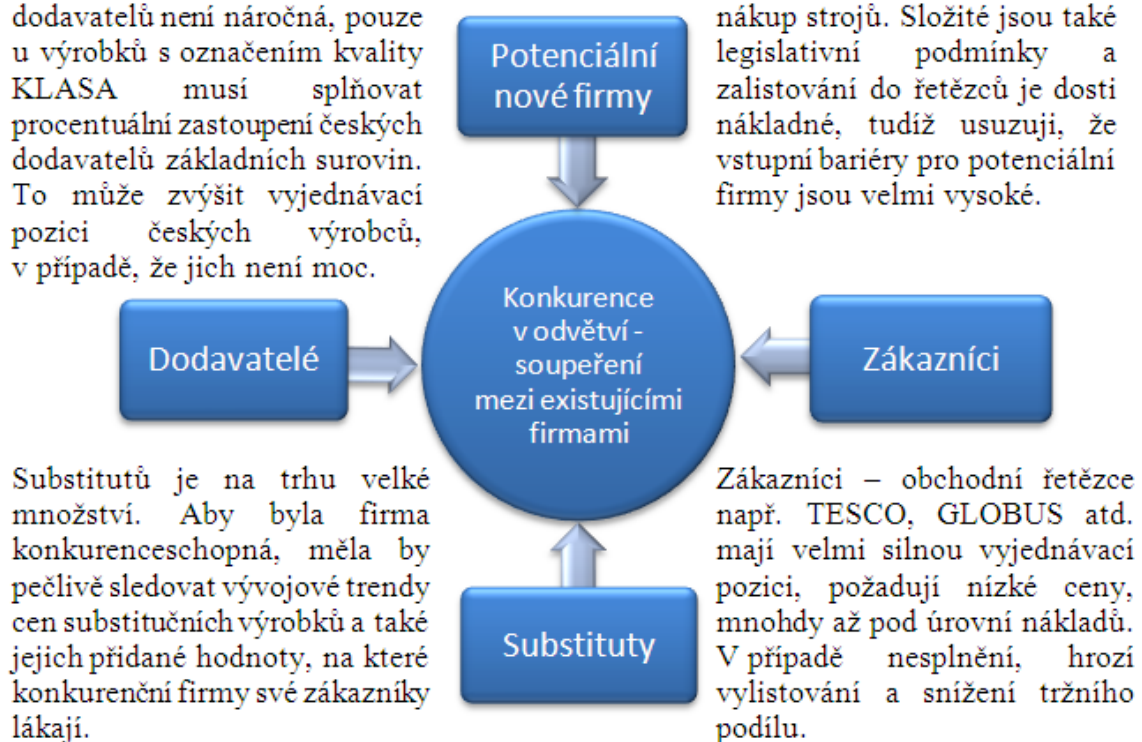 dodavatelů není náročná, pouze
u výrobků s označením kvality
KLASA musí splňovat
procentuální zastoupení českých
dodavatelů základních surovin.
To může zvýšit vyjednávací
pozici českých výrobců,
v případě, že jich není moc.
Potenciální
nové firmy
nákup strojů. Složité jsou také
legislativní podmínky a
zalistování do řetězců je dosti
nákladné, tudíž usuzuji, že
vstupní bariéry pro potenciální
firmy jsou velmi vysoké.
Dodavatelé
Konkurence
v odvětví -
soupeření
mezi existujícími
firmami
Zákazníci
Substitutů je na trhu velké
množství. Aby byla firma
konkurenceschopná, měla by
pečlivě sledovat vývojové trendy
cen substitučních výrobků a také
jejich přidané hodnoty, na které
konkurenční firmy své zákazníky
lákají.
Substituty
Zákazníci – obchodní řetězce
např. TESCO, GLOBUS atd.
mají velmi silnou vyjednávací
pozici, požadují nízké ceny,
mnohdy až pod úrovní nákladů.
V případě nesplnění, hrozí
vylistování a snížení tržního
podílu.